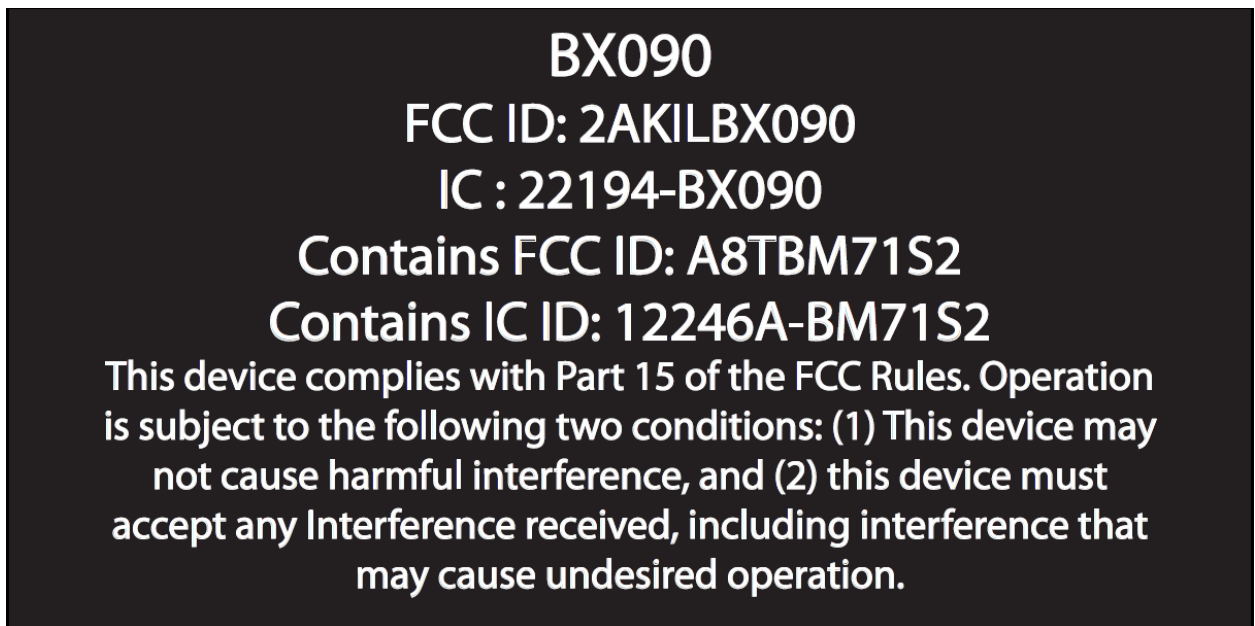 BX090
FCC ID: 2AKILBX090
IC : 22194-BX090
Contains FCC ID: A8TBM71S2
Contains IC ID: 12246A-BM71S2
This device complies with Part 15 of the FCC Rules. Operation
is subject to the following two conditions: (1) This device may
not cause harmful interference, and (2) this device must
accept any Interference received, including interference that
may cause undesired operation.